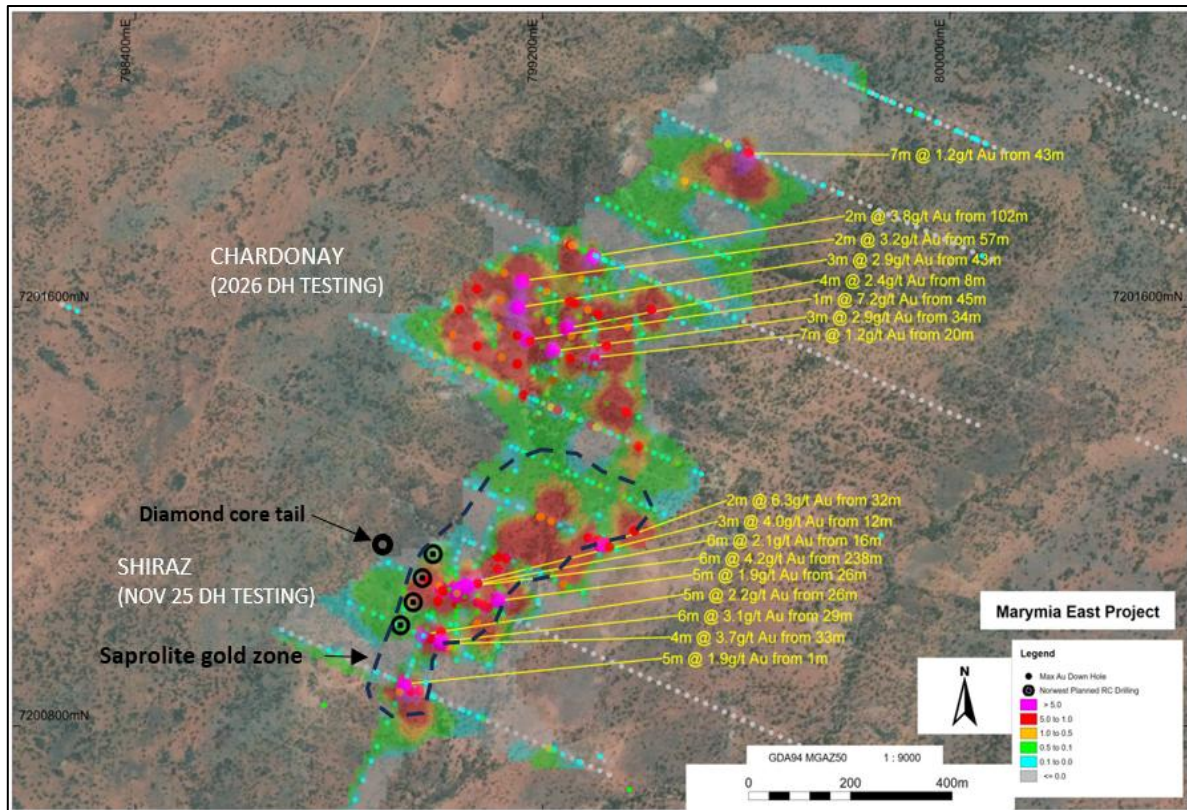 798400mE
799200mE
800000mE
7m @ 1.2g/t Au from 43m
2m @ 3.8g/t Au from 102m
2m @ 3.2g/t Au from 57m
3m @ 2.9g/t Au from 43m
4m @ 2.4g/t Au from 8m
1m @ 7.2g/t Au from 45m
3m @ 2.9g/t Au from 34m
7m @ 1.2g/t Au from 20m
CHARDONAY
(2026 DH TESTING)
7201600mN
7201600mN
2m @ 6.3g/t Au from 32m
3m @ 4.0g/t Au from 12m
6m @ 2.1g/t Au from 16m
6m @ 4.2g/t Au from 238m
5m @ 1.9g/t Au from 26m
5m @ 2.2g/t Au from 26m
6m @ 3.1g/t Au from 29m
4m @ 3.7g/t Au from 33m
5m @ 1.9g/t Au from 1m
Diamond core tail
SHIRAZ
(NOV 25 DH TESTING)
Saprolite gold zone
7200800mN
Marymia East Project
N
Legend
Max Au Down Hole
Norwest Planned RC Drilling
> 5.0
5.0 to 1.0
1.0 to 0.5
0.5 to 0.1
0.1 to 0.0
<= 0.0
GDA94 MGAZ50 1 : 9000
0 200 400m